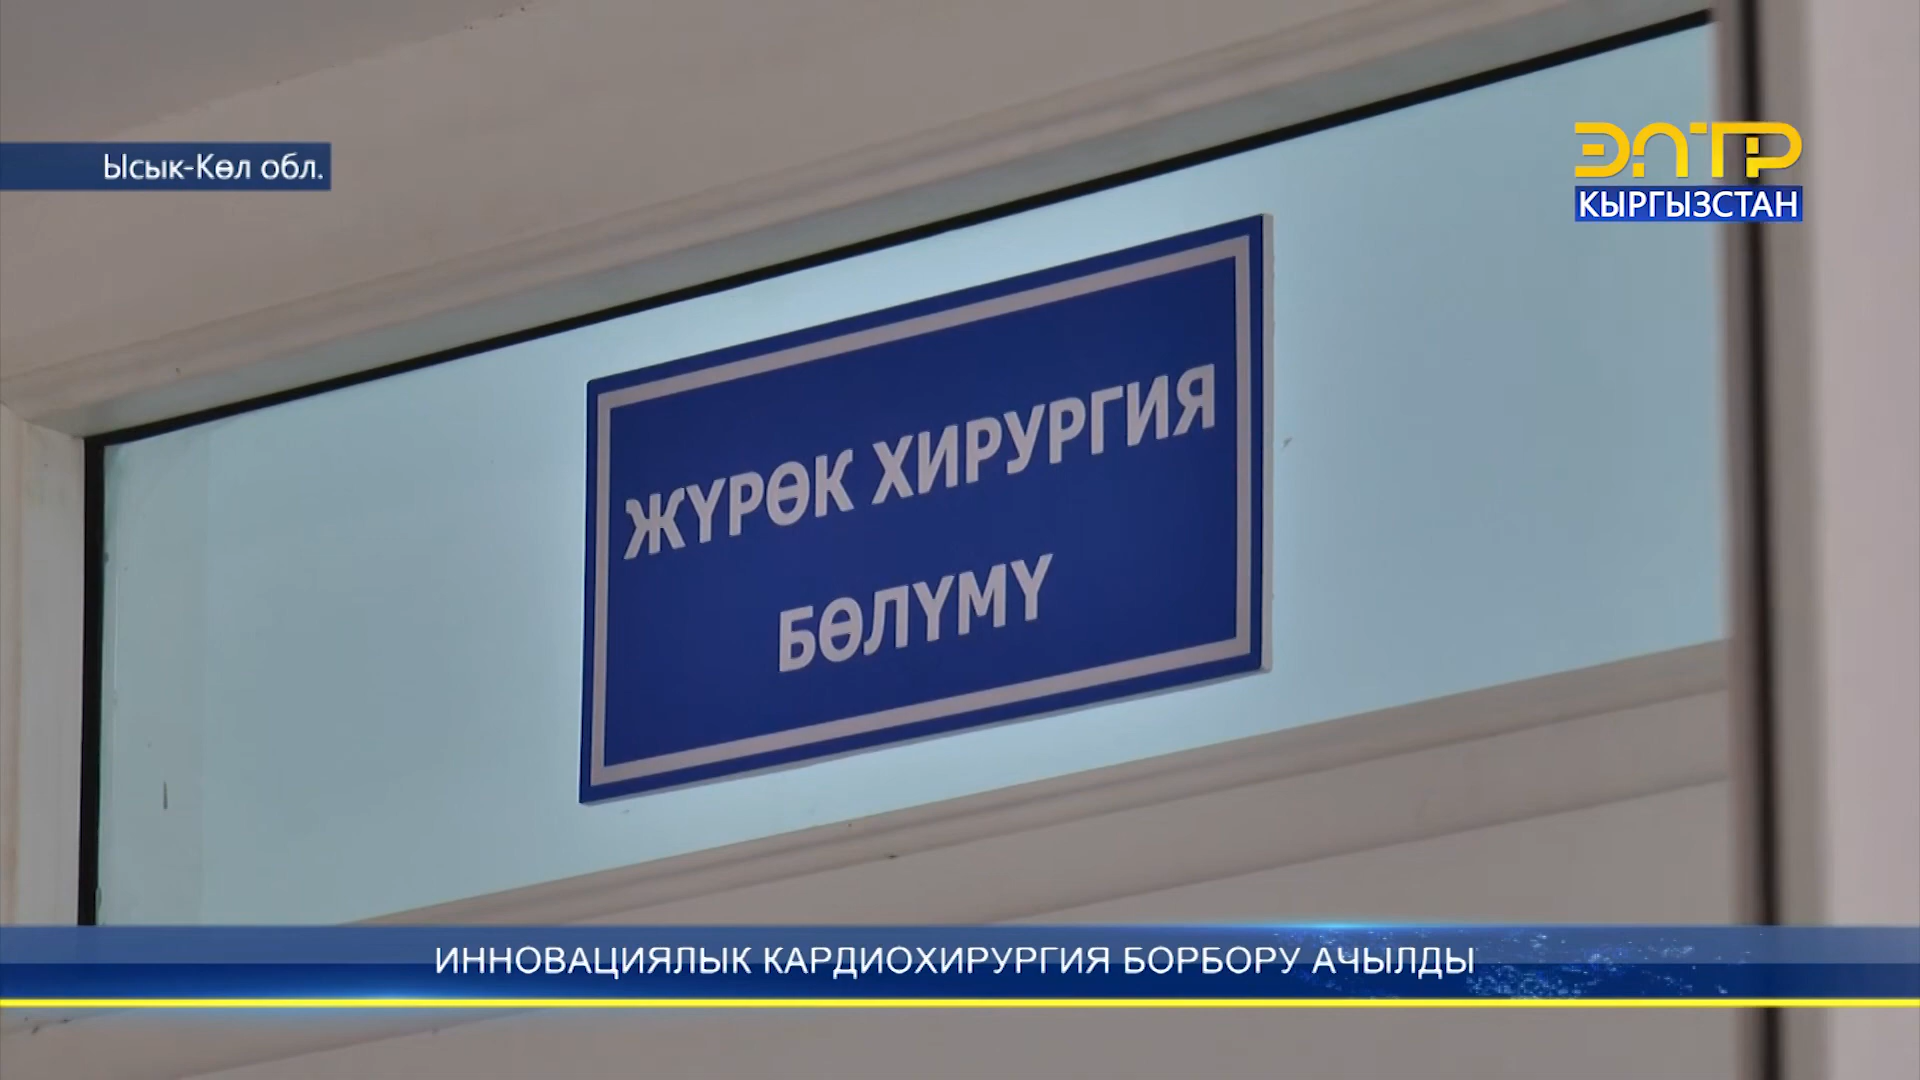 Ысык-Көл обл.
ЭЛТР
КЫРГЫЗСТАН
ЖҮРӨК ХИРУРГИЯ
БӨЛҮМҮ
ИННОВАЦИЯЛЫК КАРДИОХИРУРГИЯ БОРБОРУ АЧЫЛДЫ